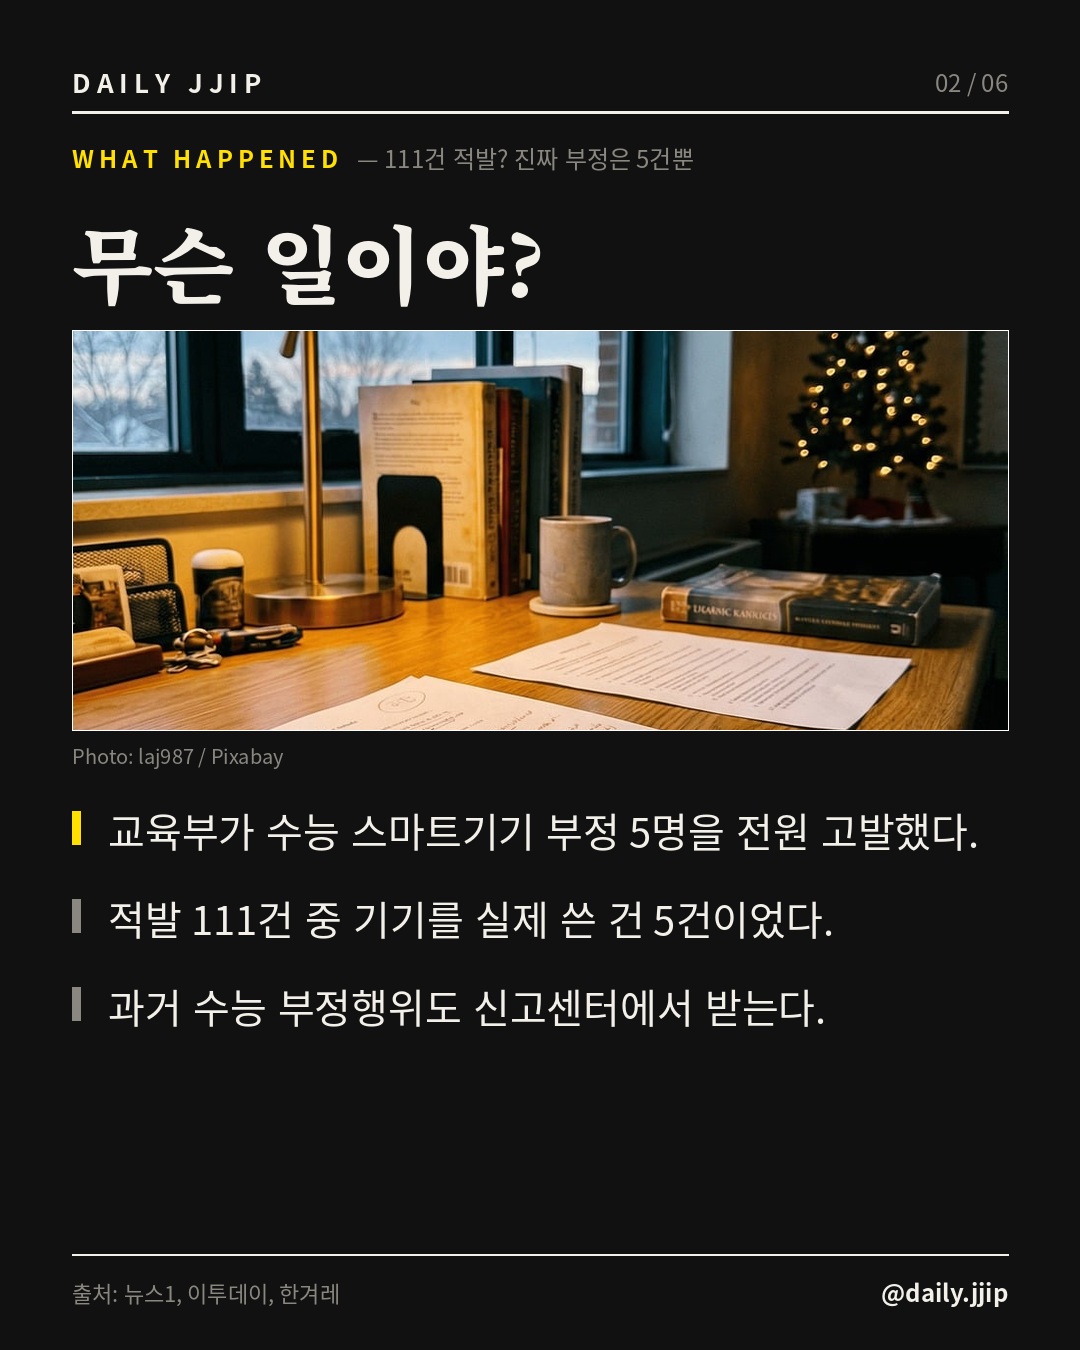 DAILY JJIP
02 / 06
WHAT HAPPENED — 111건 적발? 진짜 부정은 5건뿐
무슨 일이야?
Photo: laj987 / Pixabay
교육부가 수능 스마트기기 부정 5명을 전원 고발했다.
적발 111건 중 기기를 실제 쓴 건 5건이었다.
과거 수능 부정행위도 신고센터에서 받는다.
출처: 뉴스1, 이투데이, 한겨레
@daily.jjip